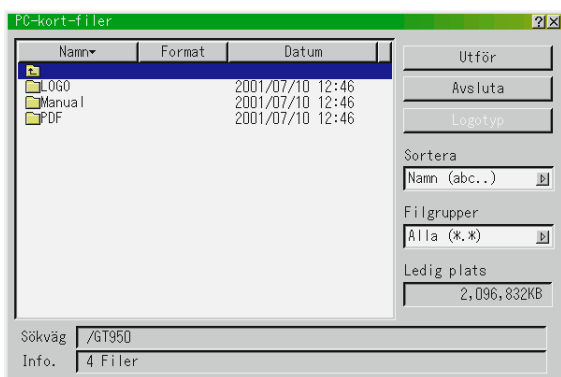 PC-kort-filer
Namn Format Datum
LOGO 2001/07/10 12:46
Manual 2001/07/10 12:46
PDF 2001/07/10 12:46
Utför
Avsluta
Logotyp
Sortera
Namn (abc..)
Filgrupper
Alla (*.*)
Ledig plats
2,096,832KB
Sökväg /GT950
Info. 4 Filer